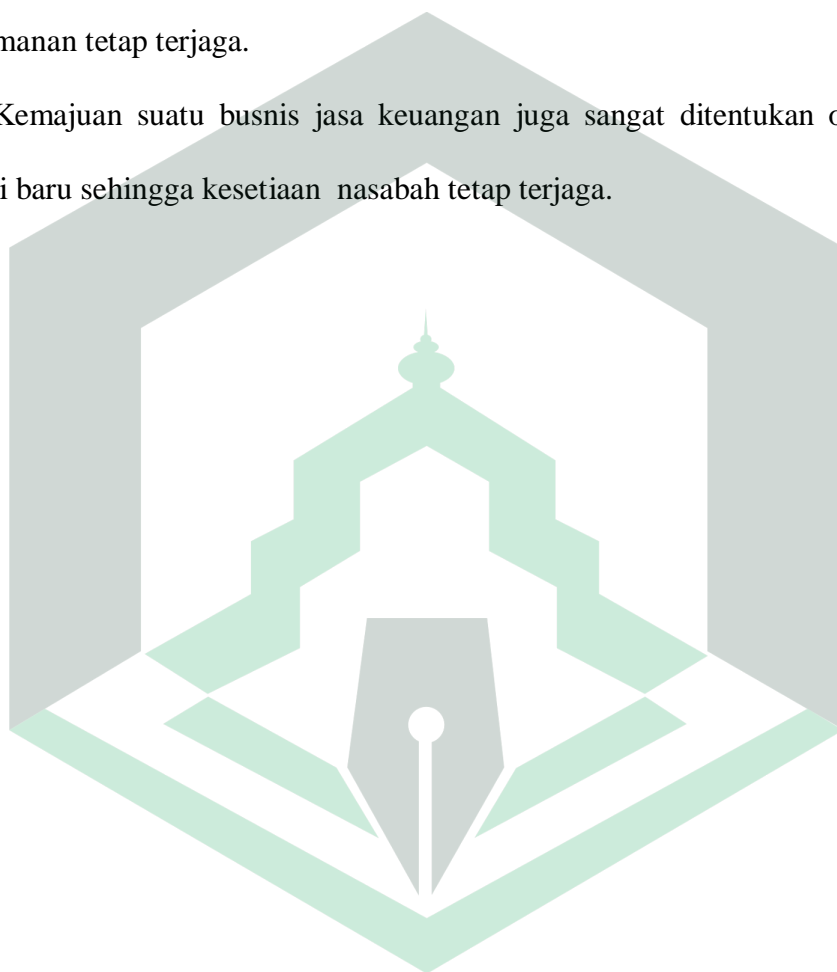 manan tetap terjaga.
Kemajuan suatu busnis jasa keuangan juga sangat ditentukan
i baru sehingga kesetiaan nasabah tetap terjaga.